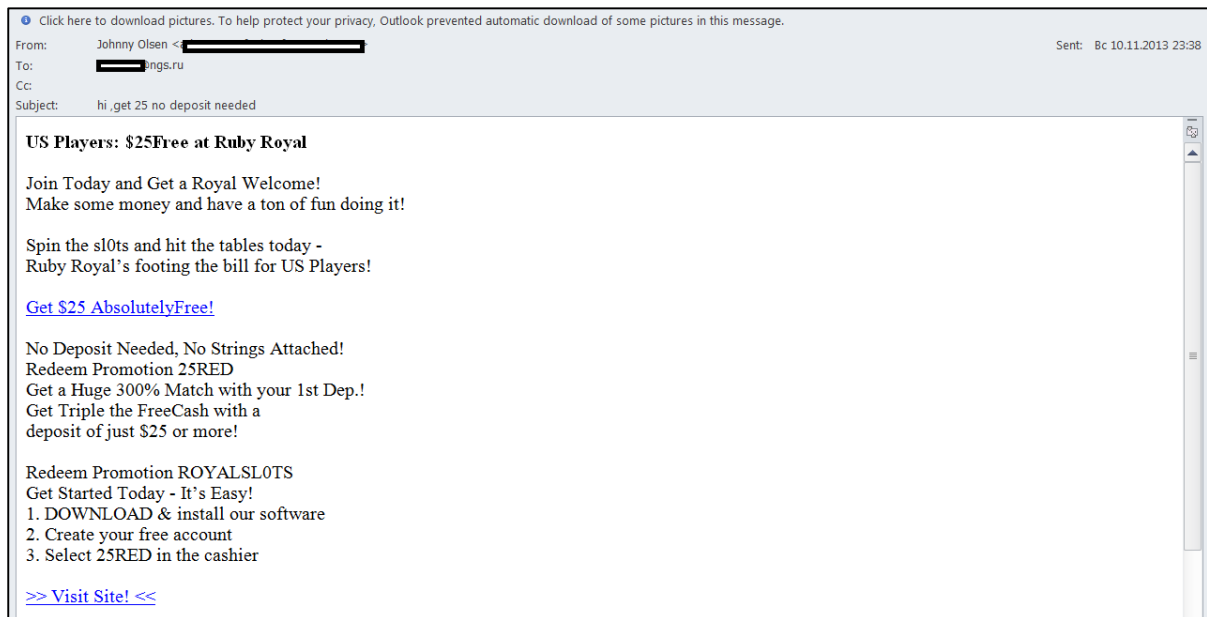 Click here to download pictures. To help protect your privacy, Outlook prevented automatic download of some pictures in this message.
From: Johnny Olsen <
Sent: Вс 10.11.2013 23:38
To: @ngs.ru
Cc:
Subject: hi ,get 25 no deposit needed
US Players: $25Free at Ruby Royal
Join Today and Get a Royal Welcome!
Make some money and have a ton of fun doing it!
Spin the sl0ts and hit the tables today -
Ruby Royal’s footing the bill for US Players!
Get $25 AbsolutelyFree!
No Deposit Needed, No Strings Attached!
Redeem Promotion 25RED
Get a Huge 300% Match with your 1st Dep.!
Get Triple the FreeCash with a
deposit of just $25 or more!
Redeem Promotion ROYALSL0TS
Get Started Today - It’s Easy!
1. DOWNLOAD & install our software
2. Create your free account
3. Select 25RED in the cashier
>> Visit Site! <<